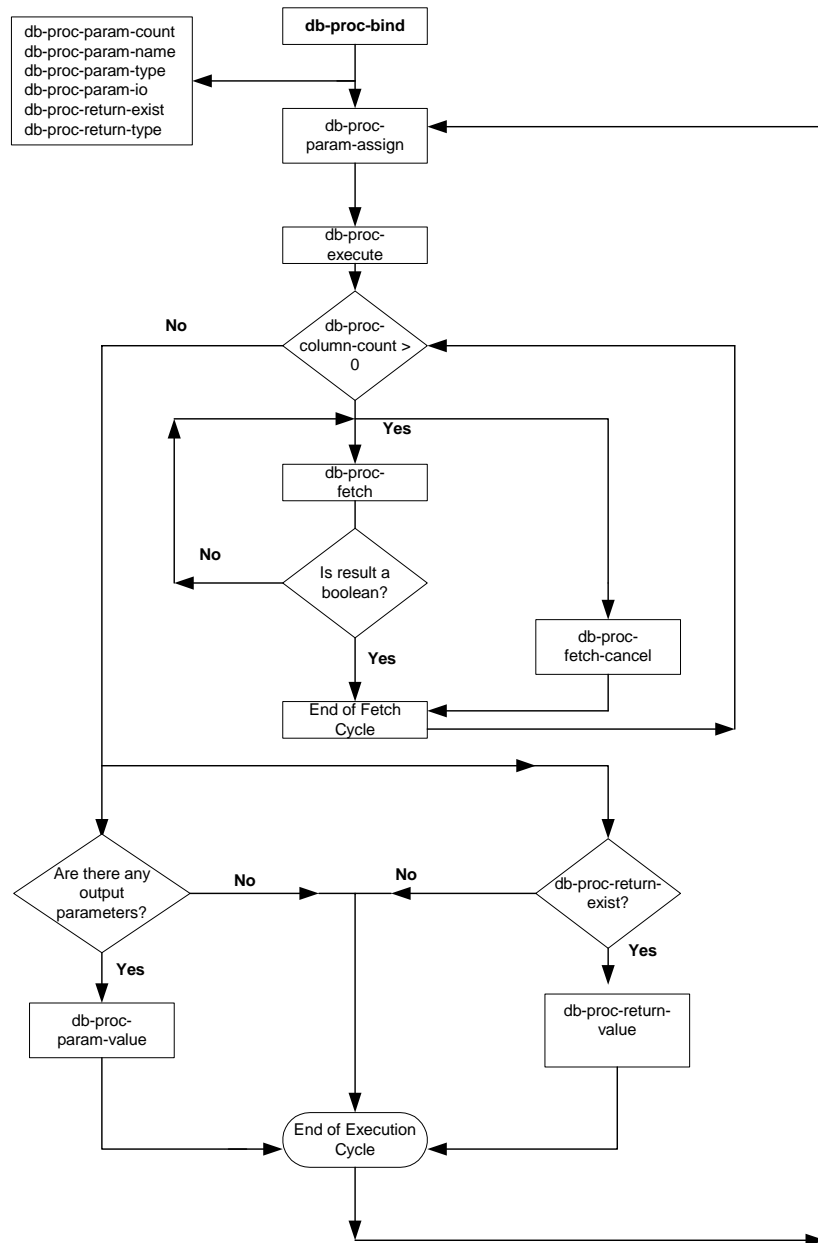 db-proc-param-count
db-proc-param-name
db-proc-param-type
db-proc-param-io
db-proc-return-exist
db-proc-return-type
db-proc-bind
db-proc-
param-assign
db-proc-
execute
No
db-proc-
column-count >
0
Yes
db-proc-
fetch
No
Is result a
boolean?
db-proc-
fetch-cancel
Yes
End of Fetch
Cycle
Are there any
output
parameters?
No
No
db-proc-return-
exist?
Yes
Yes
db-proc-
param-value
db-proc-return-
value
End of Execution
Cycle